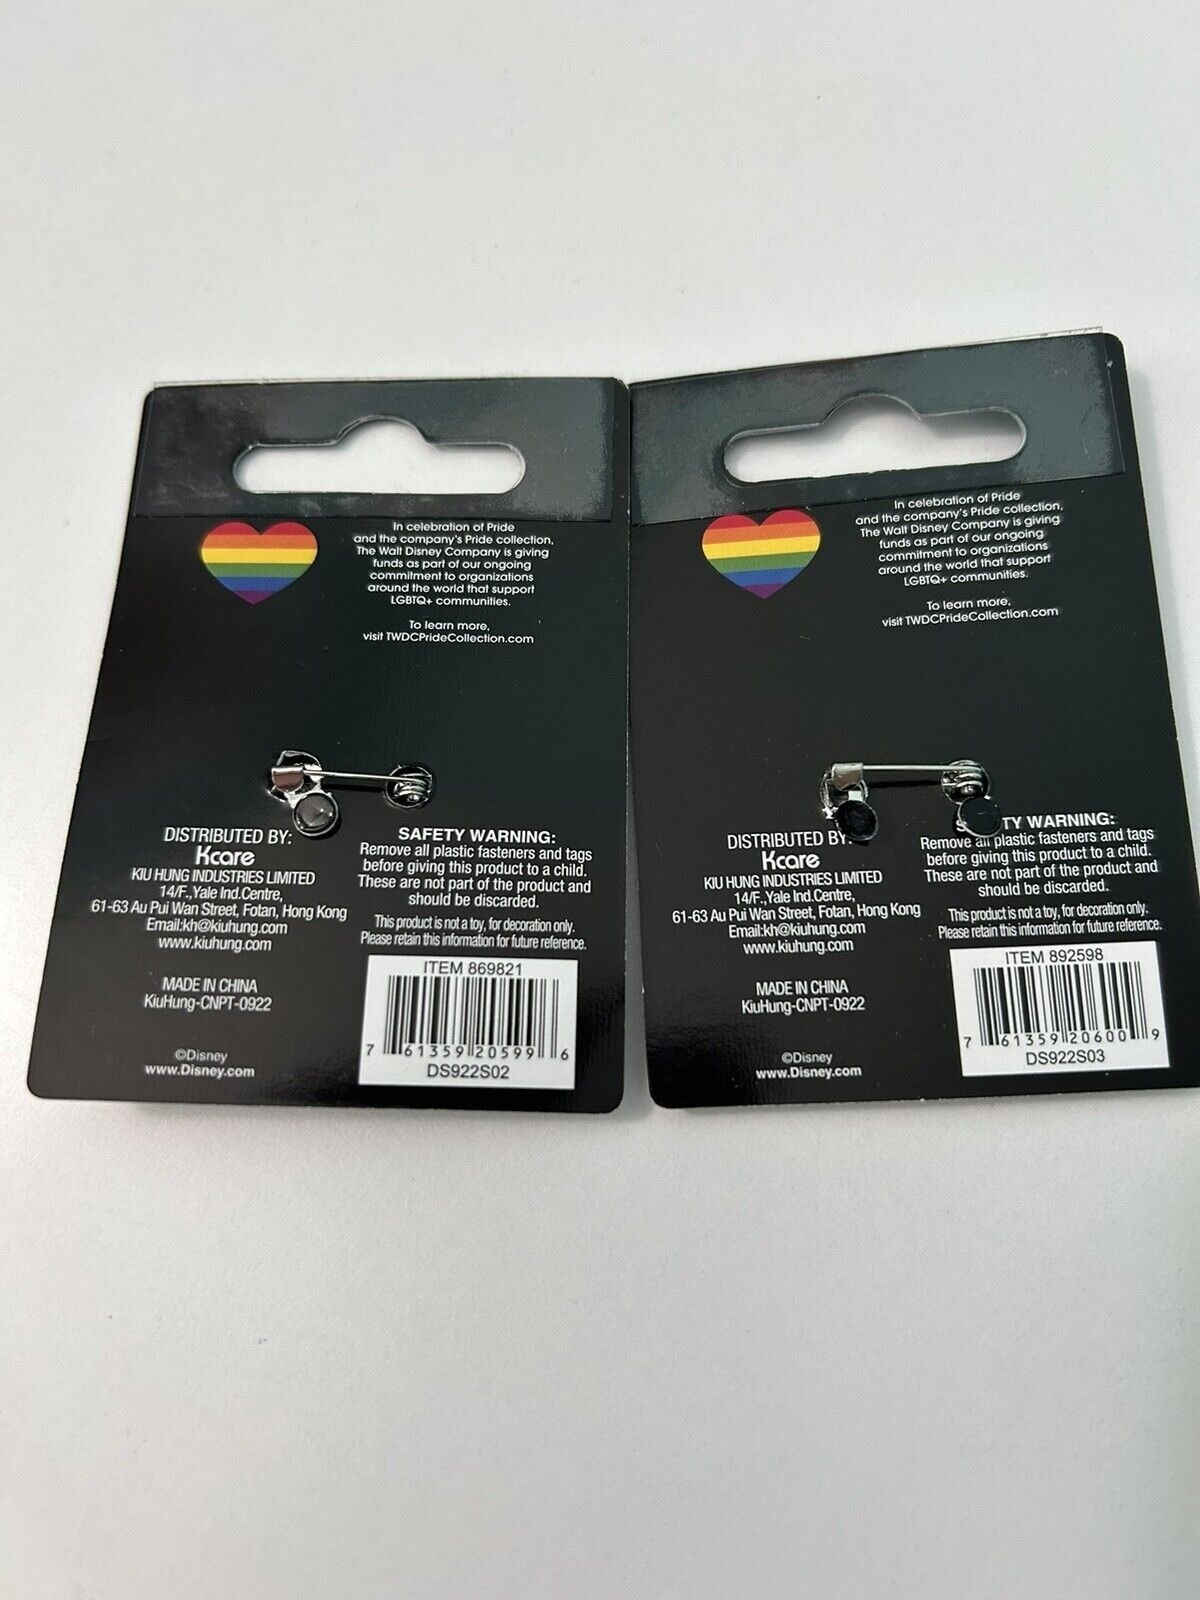 In celebration of Pride
and the company's Pride collection,
The Walt Disney Company is giving
funds as part of our ongoing
commitment to organizations
around the world that support
LGBTQ+ communities.
To learn more,
visit TWDCPrideCollection.com
DISTRIBUTED BY:
Kcare
KIU HUNG INDUSTRIES LIMITED
14/F.,Yale Ind.Centre,
61-63 Au Pui Wan Street, Fotan, Hong Kong
Email:kh@kiuhung.com
www.kiuhung.com
MADE IN CHINA
KiuHung-CNPT-0922
©Disney
www.Disney.com
SAFETY WARNING:
Remove all plastic fasteners and tags
before giving this product to a child.
These are not part of the product and
should be discarded.
This product is not a toy, for decoration only.
Please retain this information for future reference.
ITEM 869821
7 61359 20599 6
DS922S02
In celebration of Pride
and the company's Pride collection,
The Walt Disney Company is giving
funds as part of our ongoing
commitment to organizations
around the world that support
LGBTQ+ communities.
To learn more,
visit TWDCPrideCollection.com
DISTRIBUTED BY:
Kcare
KIU HUNG INDUSTRIES LIMITED
14/F.,Yale Ind.Centre,
61-63 Au Pui Wan Street, Fotan, Hong Kong
Email:kh@kiuhung.com
www.kiuhung.com
MADE IN CHINA
KiuHung-CNPT-0922
©Disney
www.Disney.com
WARNING:
Remove all plastic fasteners and tags
before giving this product to a child.
These are not part of the product and
should be discarded.
This product is not a toy, for decoration only.
Please retain this information for future reference.
ITEM 892598
7 61359 20600 9
DS922S03